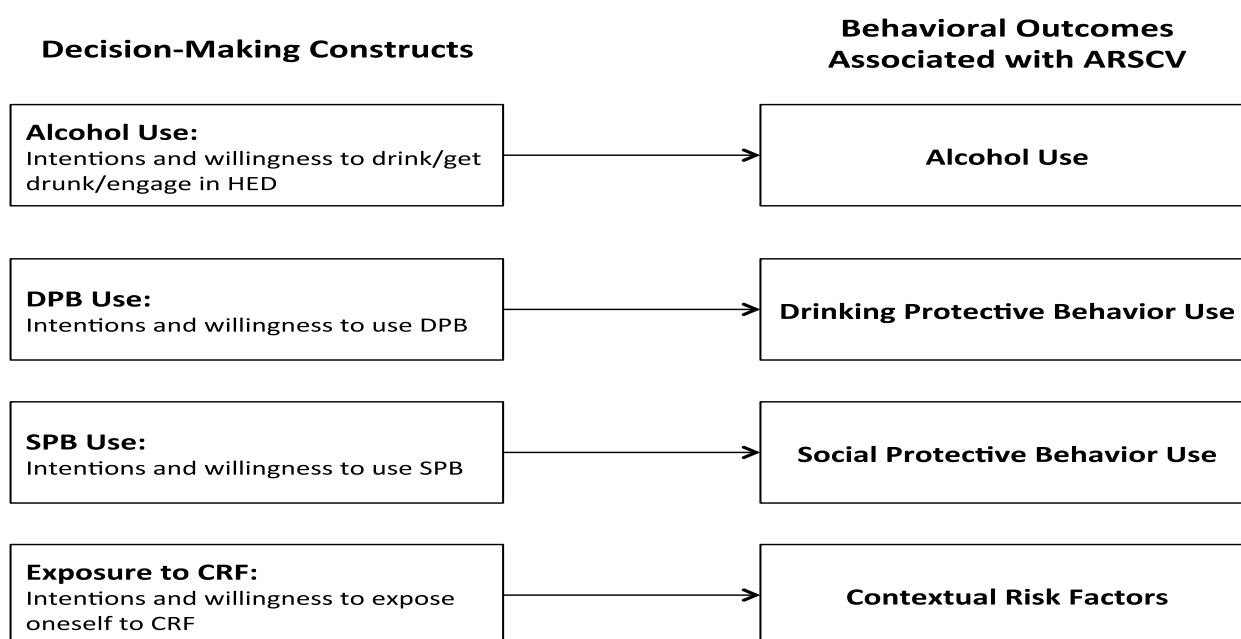 Decision-Making Constructs
Behavioral Outcomes
Associated with ARSCV
Alcohol Use:
Intentions and willingness to drink/get
drunk/engage in HED
Alcohol Use
DPB Use:
Intentions and willingness to use DPB
Drinking Protective Behavior Use
SPB Use:
Intentions and willingness to use SPB
Social Protective Behavior Use
Exposure to CRF:
Intentions and willingness to expose
oneself to CRF
Contextual Risk Factors